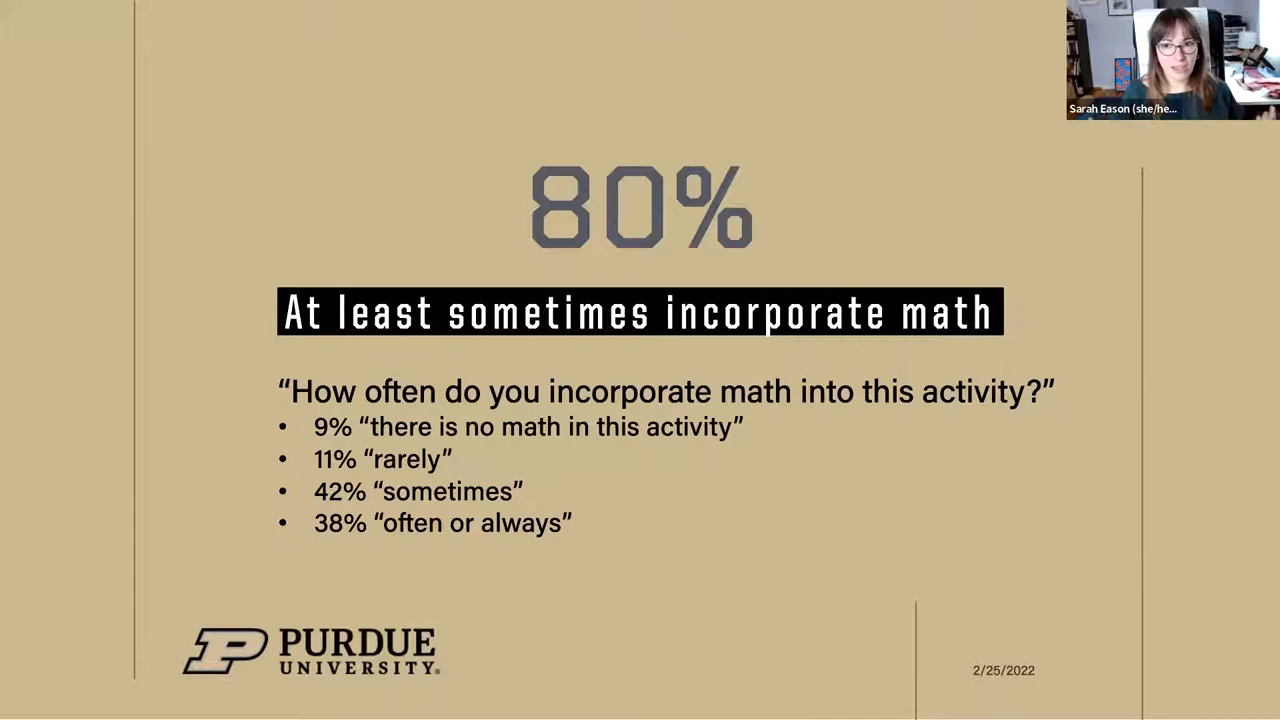 Sarah Eason (she/he...
80%
At least sometimes incorporate math
“How often do you incorporate math into this activity?”
• 9% “there is no math in this activity”
• 11% “rarely”
• 42% “sometimes”
• 38% “often or always”
P PURDUE
UNIVERSITY®
2/25/2022